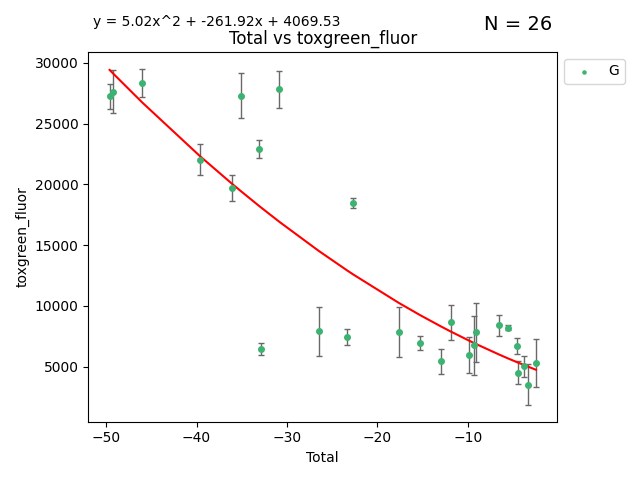 y = 5.02x^2 + -261.92x + 4069.53
N = 26
Total vs toxgreen_fluor
G
30000
25000
20000
15000
10000
5000
toxgreen_fluor
−50
−40
−30
−20
−10
Total